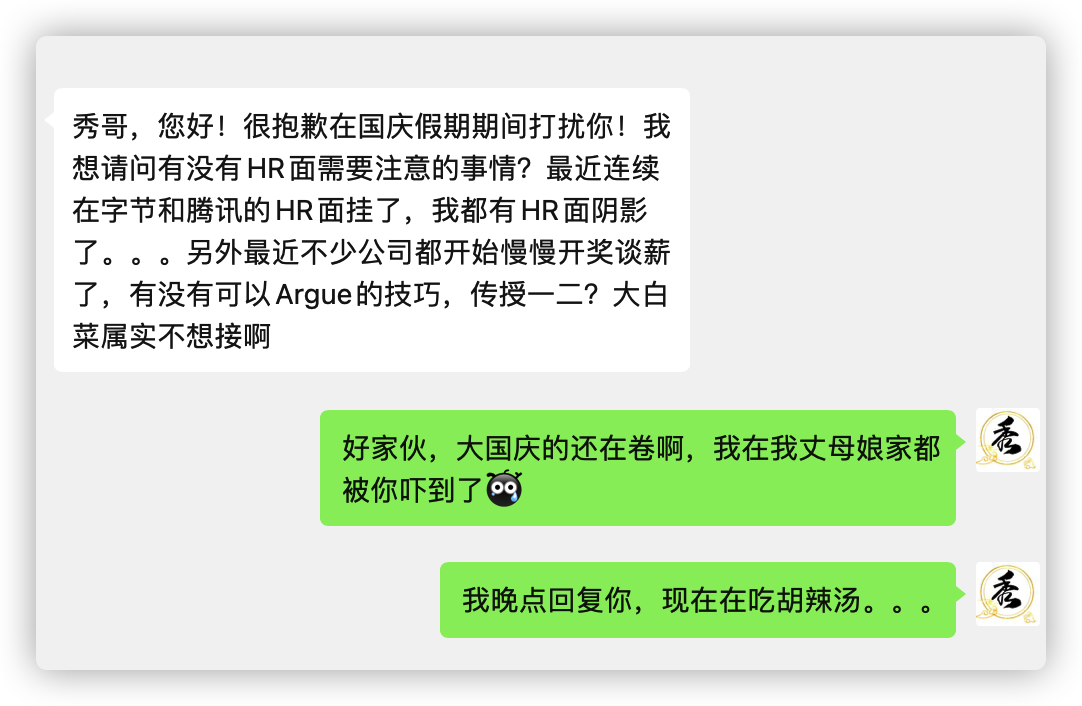 秀哥，您好！很抱歉在国庆假期期间打扰你！我
想请问有没有HR面需要注意的事情？最近连续
在字节和腾讯的HR面挂了，我都有HR面阴影
了。。。另外最近不少公司都开始慢慢开奖谈薪
了，有没有可以Argue的技巧，传授一二？大白
菜属实不想接啊
好家伙，大国庆的还在卷啊，我在我丈母娘家都
被你吓到了
秀
我晚点回复你，现在在吃胡辣汤。。。
秀